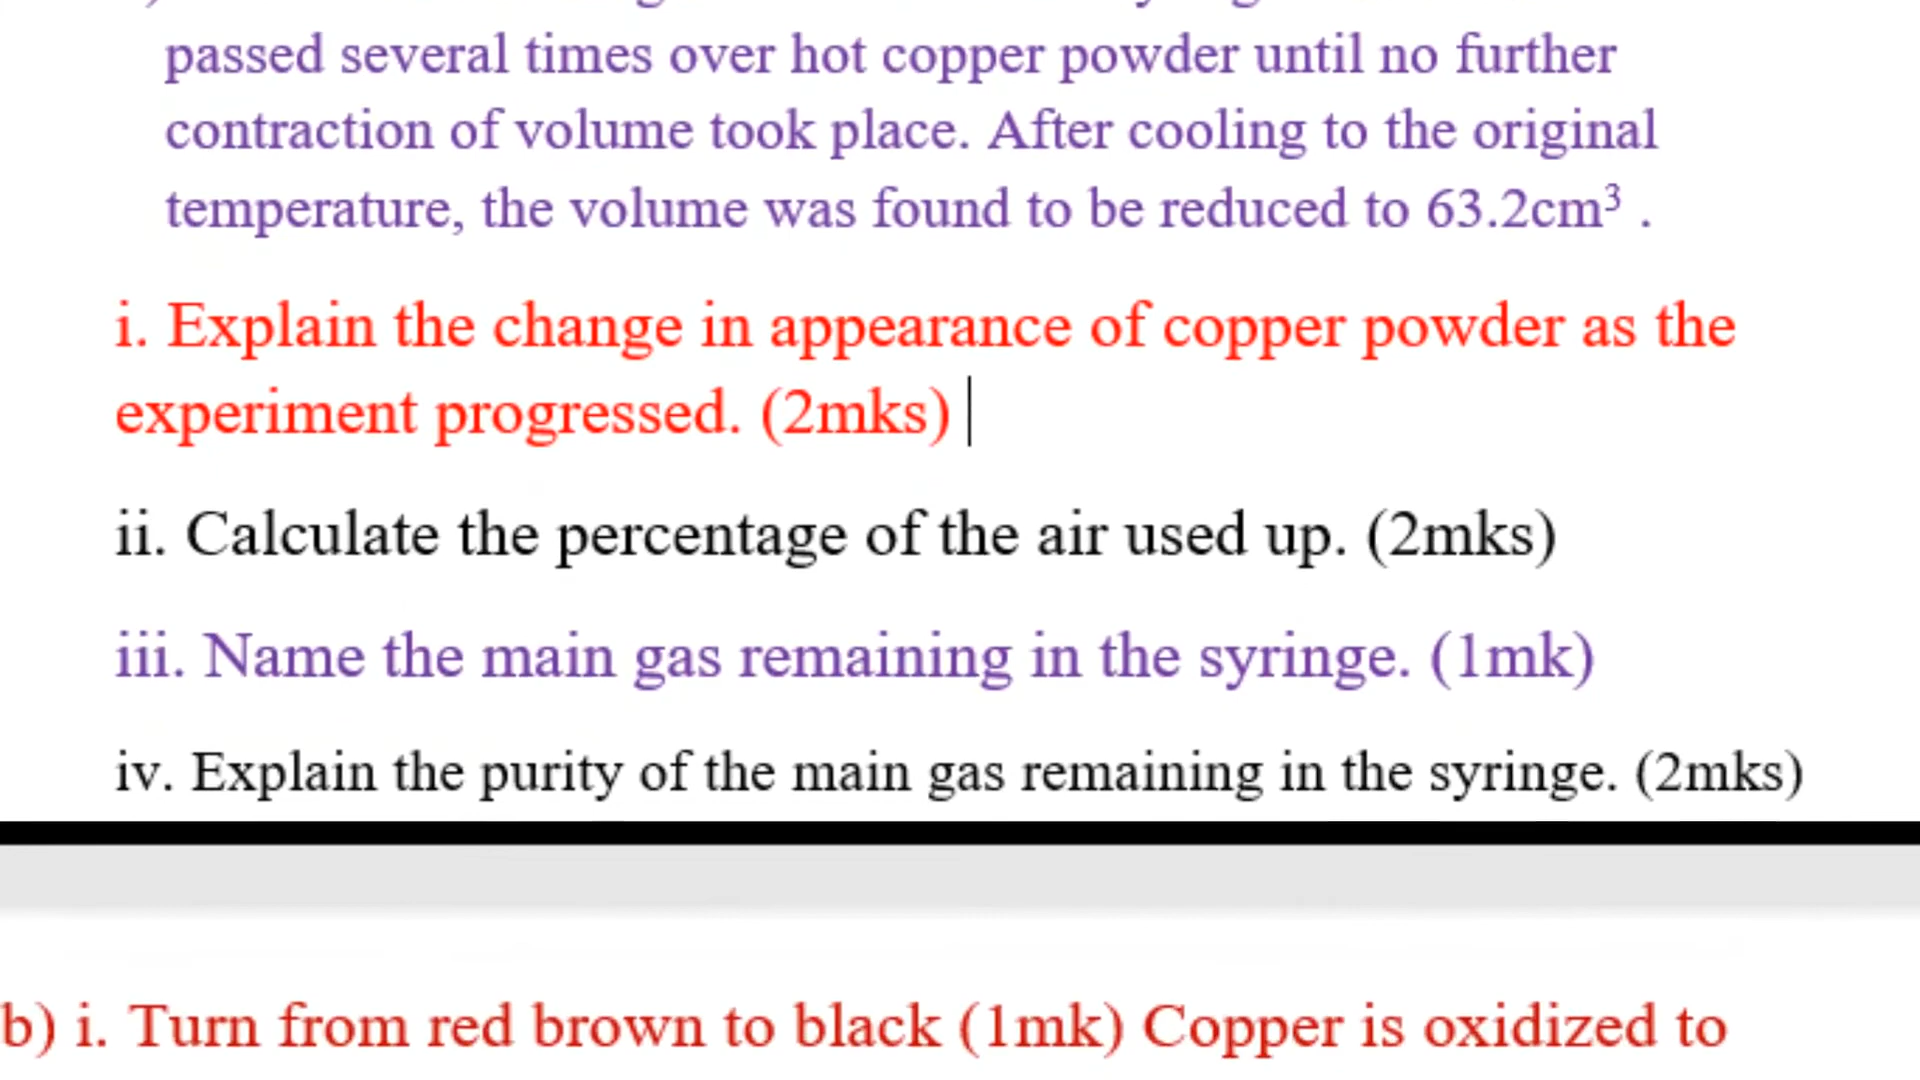 passed several times over hot copper powder until no further
contraction of volume took place. After cooling to the original
temperature, the volume was found to be reduced to 63.2cm³ .
i. Explain the change in appearance of copper powder as the
experiment progressed. (2mks)
ii. Calculate the percentage of the air used up. (2mks)
iii. Name the main gas remaining in the syringe. (1mk)
iv. Explain the purity of the main gas remaining in the syringe. (2mks)
b) i. Turn from red brown to black (1mk) Copper is oxidized to